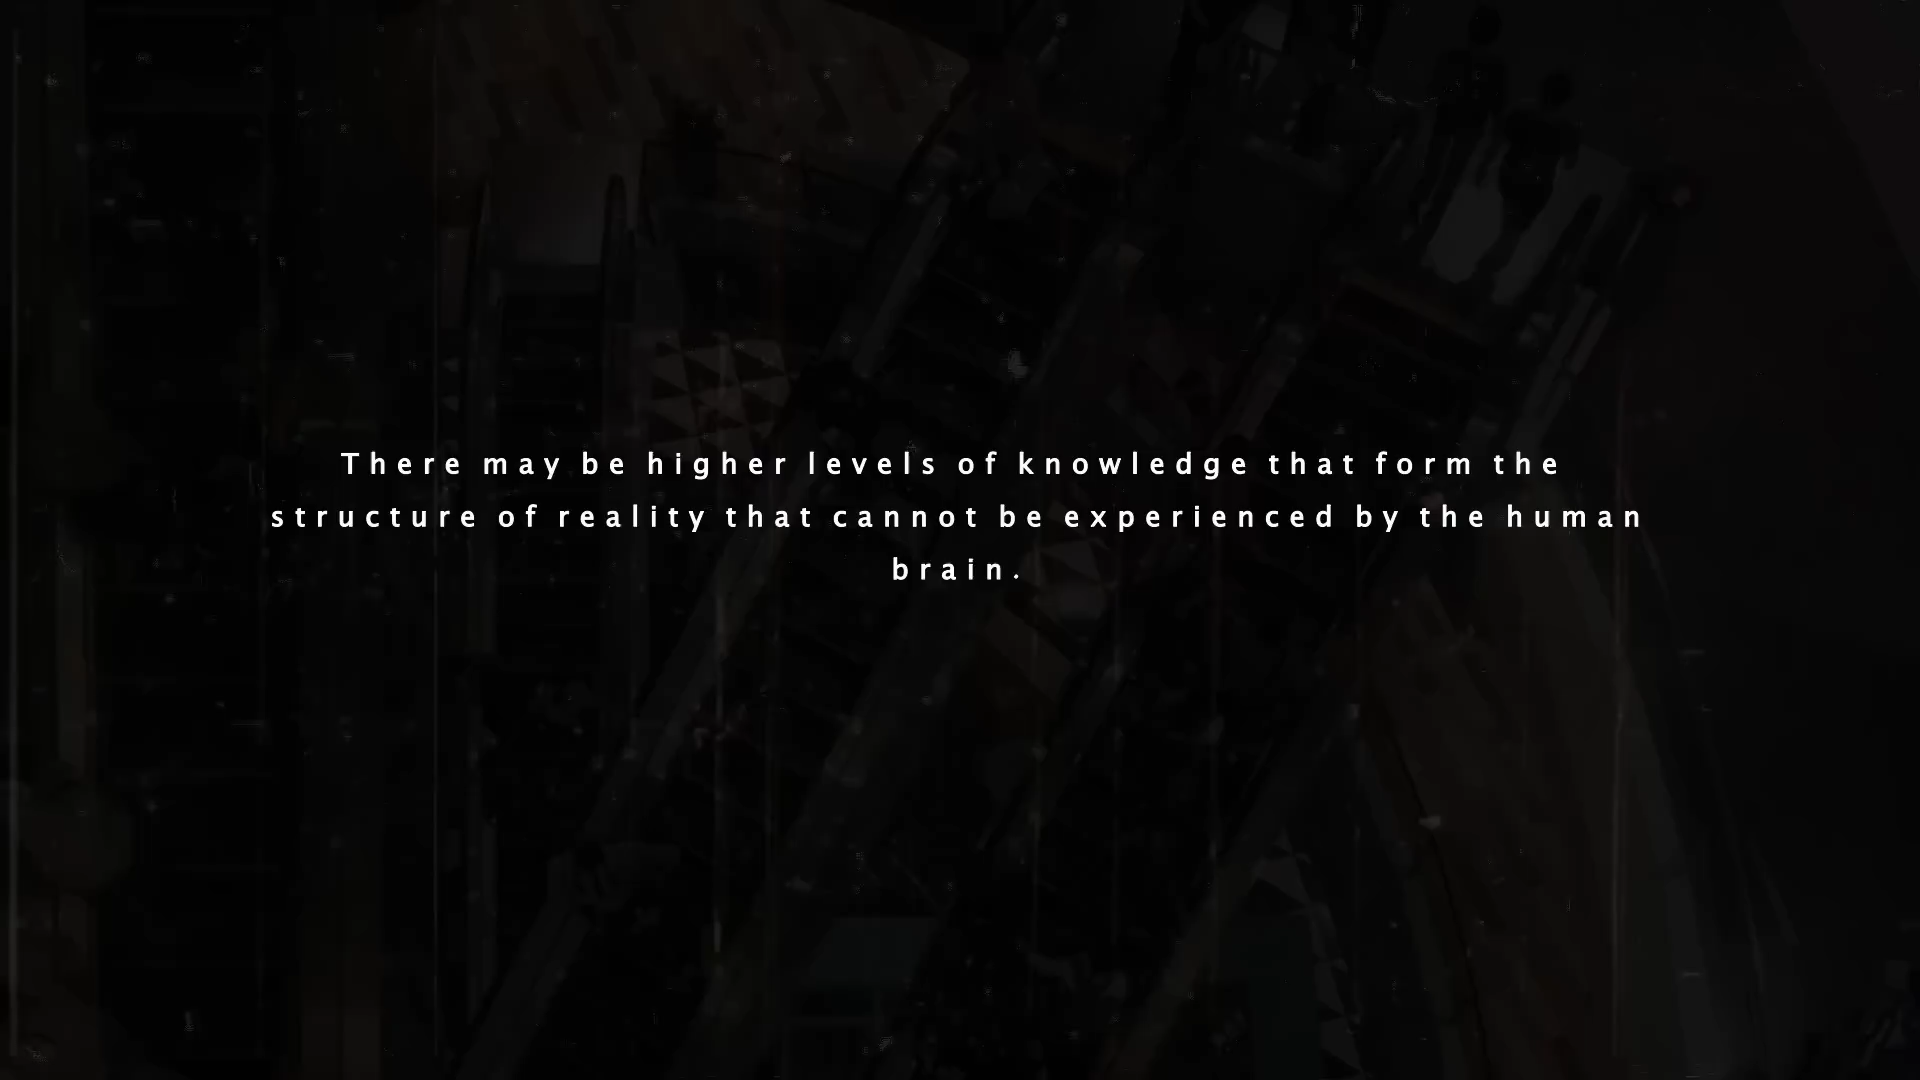 There may be higher levels of knowledge that form the
structure of reality that cannot be experienced by the human
brain.